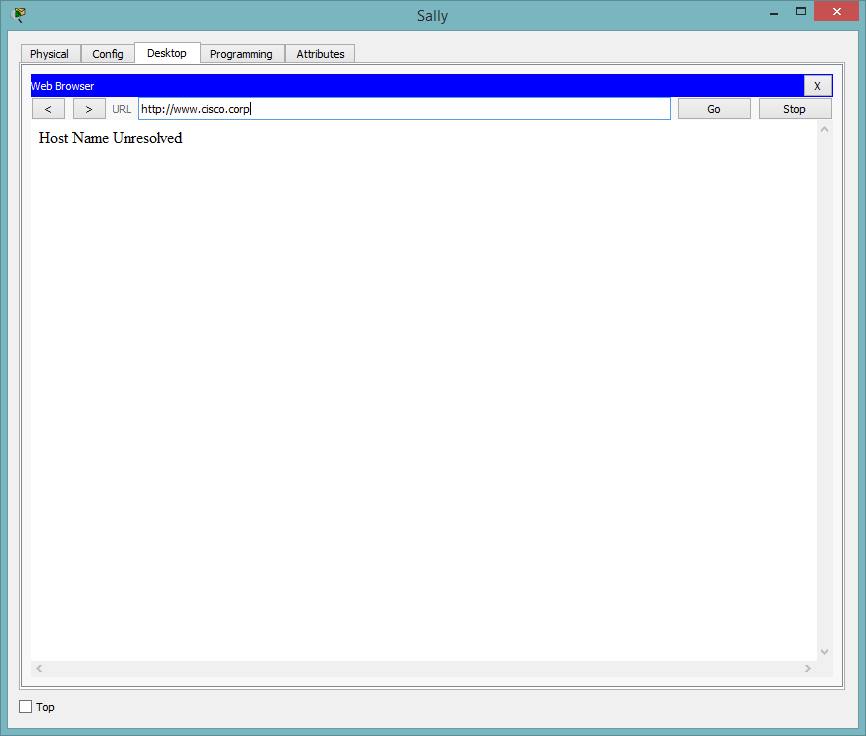 Sally
Physical Config Desktop Programming Attributes
Web Browser X
< > URL http://www.cisco.corp Go Stop
Host Name Unresolved
Top